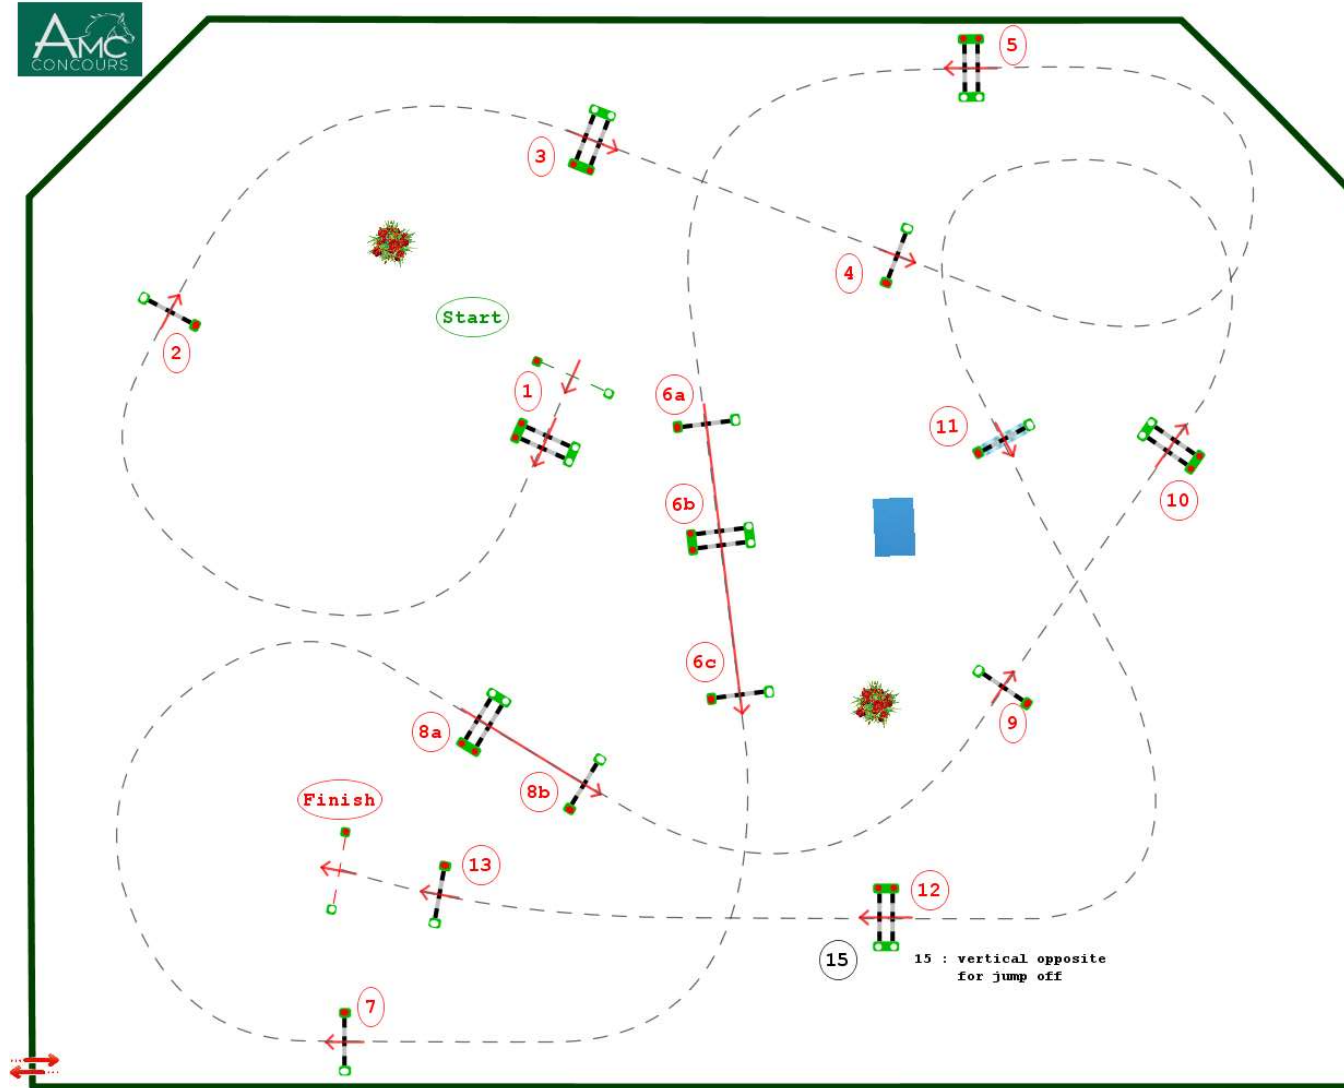 AMC
CONCOURS
5
3
4
Start
2
1
6a
11
6b
10
6c
9
8a
8b
Finish
13
12
15
15 : vertical opposite
for jump off
7